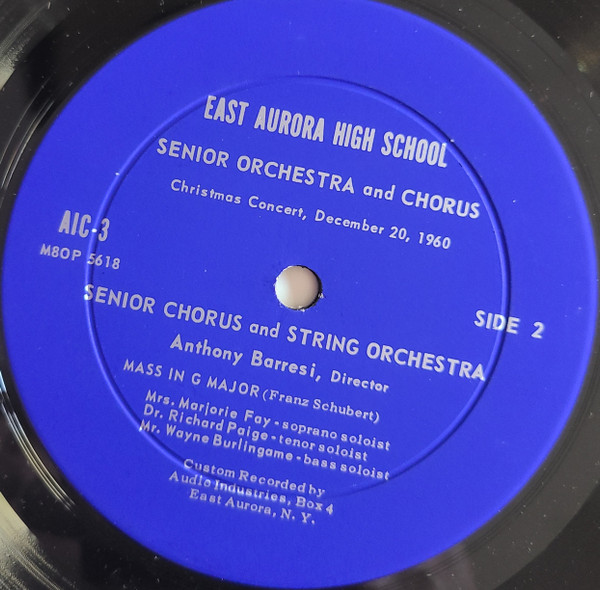 EAST AURORA HIGH SCHOOL
SENIOR ORCHESTRA and CHORUS
Christmas Concert, December 20, 1960
AIC-3
M8OP 5618
SIDE 2
SENIOR CHORUS and STRING ORCHESTRA
Anthony Barresi, Director
MASS IN G MAJOR (Franz Schubert)
Mrs. Marjorie Fay - soprano soloist
Dr. Richard Paige - tenor soloist
Mr. Wayne Burlingame - bass soloist
Custom Recorded by
Audio Industries, Box 4
East Aurora, N. Y.